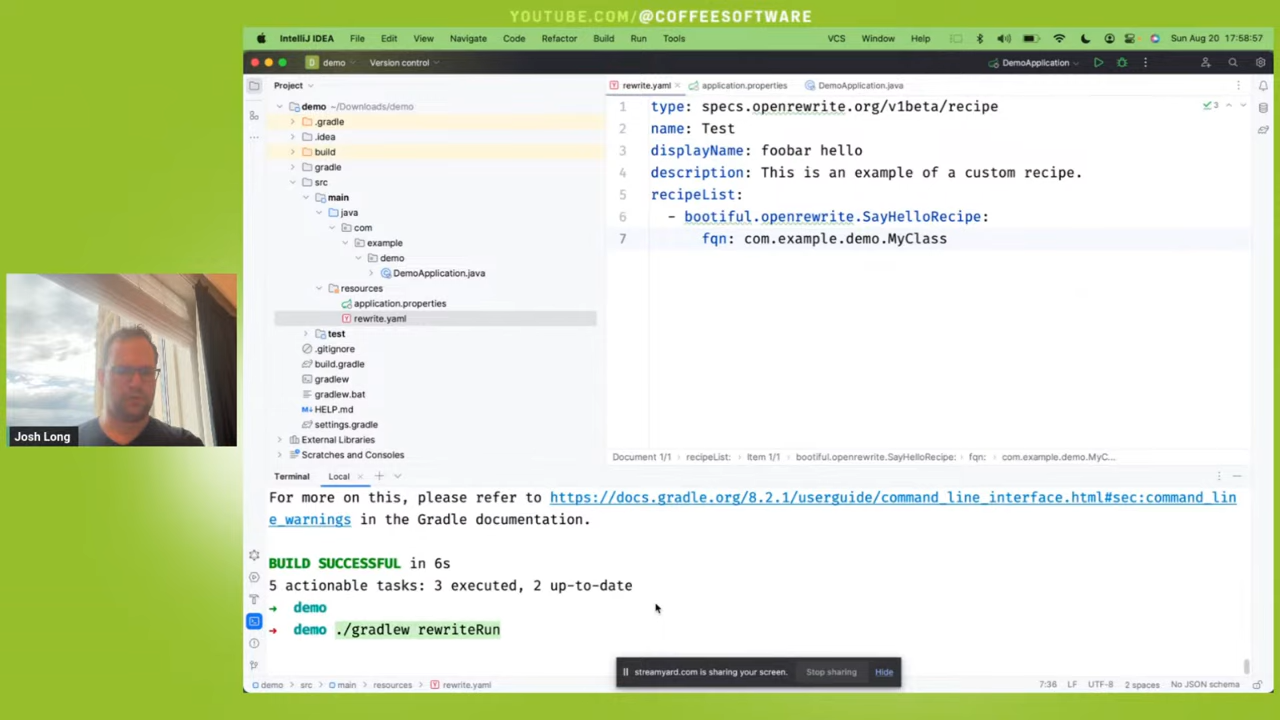 YOUTUBE.COM/@COFFEESOFTWARE
IntelliJ IDEA File Edit View Navigate Code Refactor Build Run Tools VCS Window Help Sun Aug 20 17:58:57
D demo Version control DemoApplication
Project
rewrite.yaml application.properties DemoApplication.java
demo ~/Downloads/demo
.gradle
.idea
build
gradle
src
main
java
com
example
demo
DemoApplication.java
resources
application.properties
rewrite.yaml
test
.gitignore
build.gradle
gradlew
gradlew.bat
HELP.md
settings.gradle
External Libraries
Scratches and Consoles
1 type: specs.openrewrite.org/v1beta/recipe
2 name: Test
3 displayName: foobar hello
4 description: This is an example of a custom recipe.
5 recipeList:
6 - bootiful.openrewrite.SayHelloRecipe:
7 fqn: com.example.demo.MyClass
3
Document 1/1 recipeList: Item 1/1 bootiful.openrewrite.SayHelloRecipe: fqn: com.example.demo.MyC...
Josh Long
Terminal Local
For more on this, please refer to https://docs.gradle.org/8.2.1/userguide/command_line_interface.html#sec:command_lin
e_warnings in the Gradle documentation.
BUILD SUCCESSFUL in 6s
5 actionable tasks: 3 executed, 2 up-to-date
→ demo
→ demo ./gradlew rewriteRun
streamyard.com is sharing your screen. Stop sharing Hide
demo src main resources rewrite.yaml 7:36 LF UTF-8 2 spaces No JSON schema